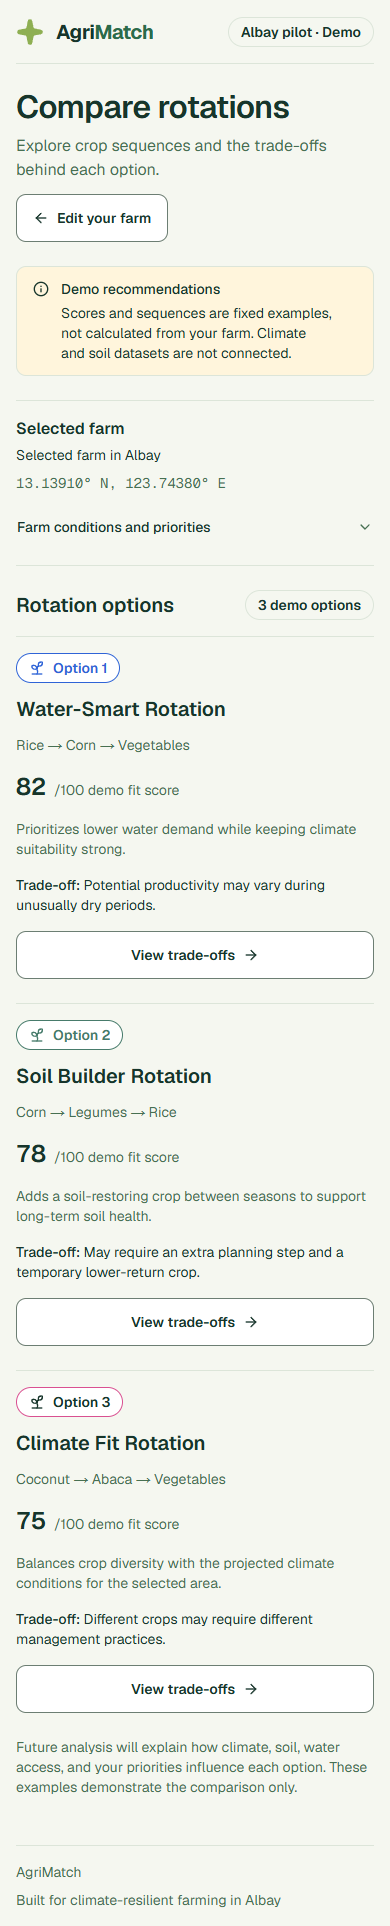 AgriMatch
Albay pilot · Demo
Compare rotations
Explore crop sequences and the trade-offs
behind each option.
← Edit your farm
Demo recommendations
Scores and sequences are fixed examples,
not calculated from your farm. Climate
and soil datasets are not connected.
Selected farm
Selected farm in Albay
13.13910° N, 123.74380° E
Farm conditions and priorities
Rotation options
3 demo options
Option 1
Water-Smart Rotation
Rice → Corn → Vegetables
82 /100 demo fit score
Prioritizes lower water demand while keeping climate
suitability strong.
Trade-off: Potential productivity may vary during
unusually dry periods.
View trade-offs →
Option 2
Soil Builder Rotation
Corn → Legumes → Rice
78 /100 demo fit score
Adds a soil-restoring crop between seasons to support
long-term soil health.
Trade-off: May require an extra planning step and a
temporary lower-return crop.
View trade-offs →
Option 3
Climate Fit Rotation
Coconut → Abaca → Vegetables
75 /100 demo fit score
Balances crop diversity with the projected climate
conditions for the selected area.
Trade-off: Different crops may require different
management practices.
View trade-offs →
Future analysis will explain how climate, soil, water
access, and your priorities influence each option. These
examples demonstrate the comparison only.
AgriMatch
Built for climate-resilient farming in Albay